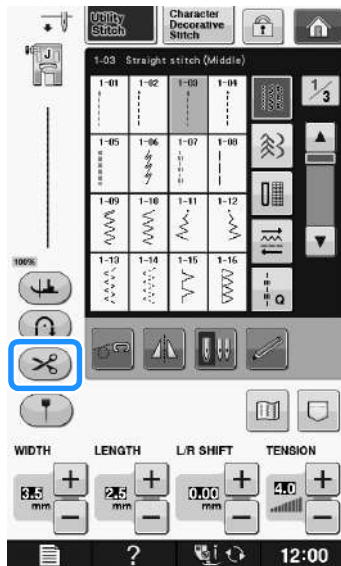 Utility
Stitch
Character
Decorative
Stitch
J
1-03 Straight stitch (Middle)
1-01 1-02 1-03 1-04
1/3
1-05 1-06 1-07 1-08
1-09 1-10 1-11 1-12
100%
1-13 1-14 1-15 1-16
Q
WIDTH LENGTH L/R SHIFT TENSION
3.5 mm + − 2.5 mm + − 0.00 mm + − 4.0 + −
? i 12:00